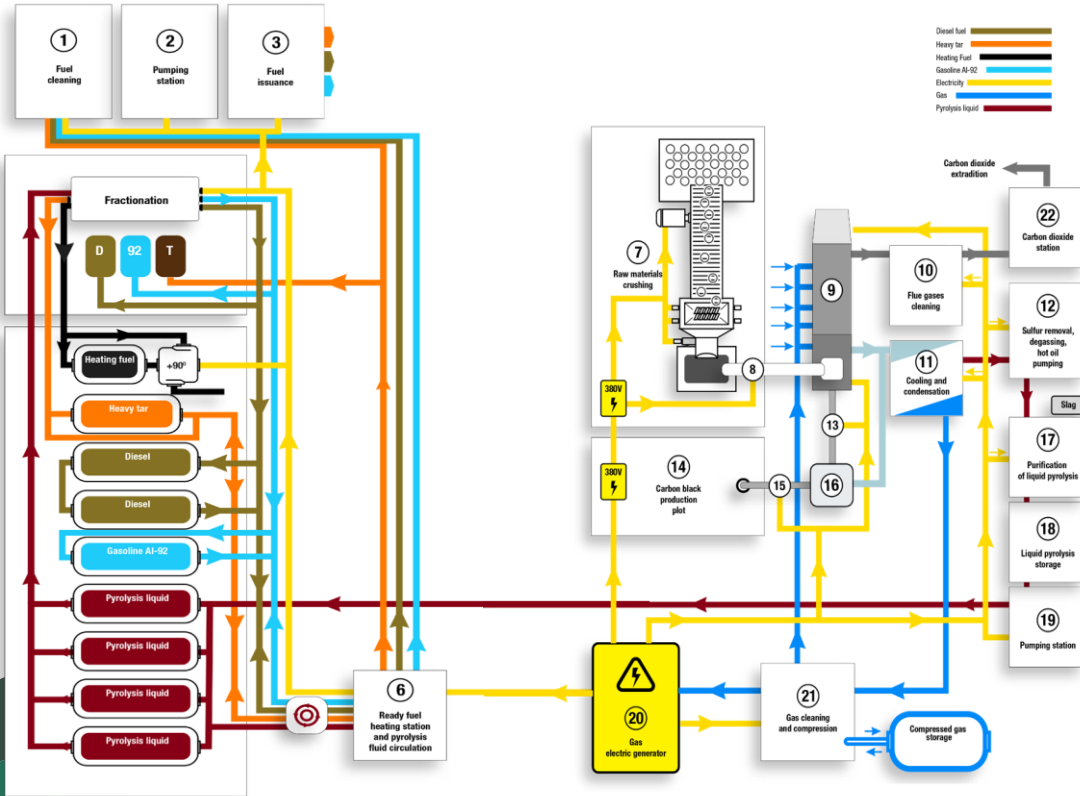 1
Fuel
cleaning
2
Pumping
station
3
Fuel
issuance
Diesel fuel
Heavy tar
Heating Fuel
Gasoline AI-92
Electricity
Gas
Pyrolysis liquid
Fractionation
D
92
T
Heating fuel
+90º
Heavy tar
Diesel
Diesel
Gasoline AI-92
Pyrolysis liquid
Pyrolysis liquid
Pyrolysis liquid
Pyrolysis liquid
6
Ready fuel
heating station
and pyrolysis
fluid circulation
7
Raw materials
crushing
380V
380V
8
9
Carbon dioxide
extradition
22
Carbon dioxide
station
10
Flue gases
cleaning
11
Cooling and
condensation
12
Sulfur removal,
degassing,
hot oil
pumping
Slag
13
14
Carbon black
production
plot
15
16
17
Purification
of liquid pyrolysis
18
Liquid pyrolysis
storage
19
Pumping station
20
Gas
electric generator
21
Gas cleaning
and compression
Compressed gas
storage